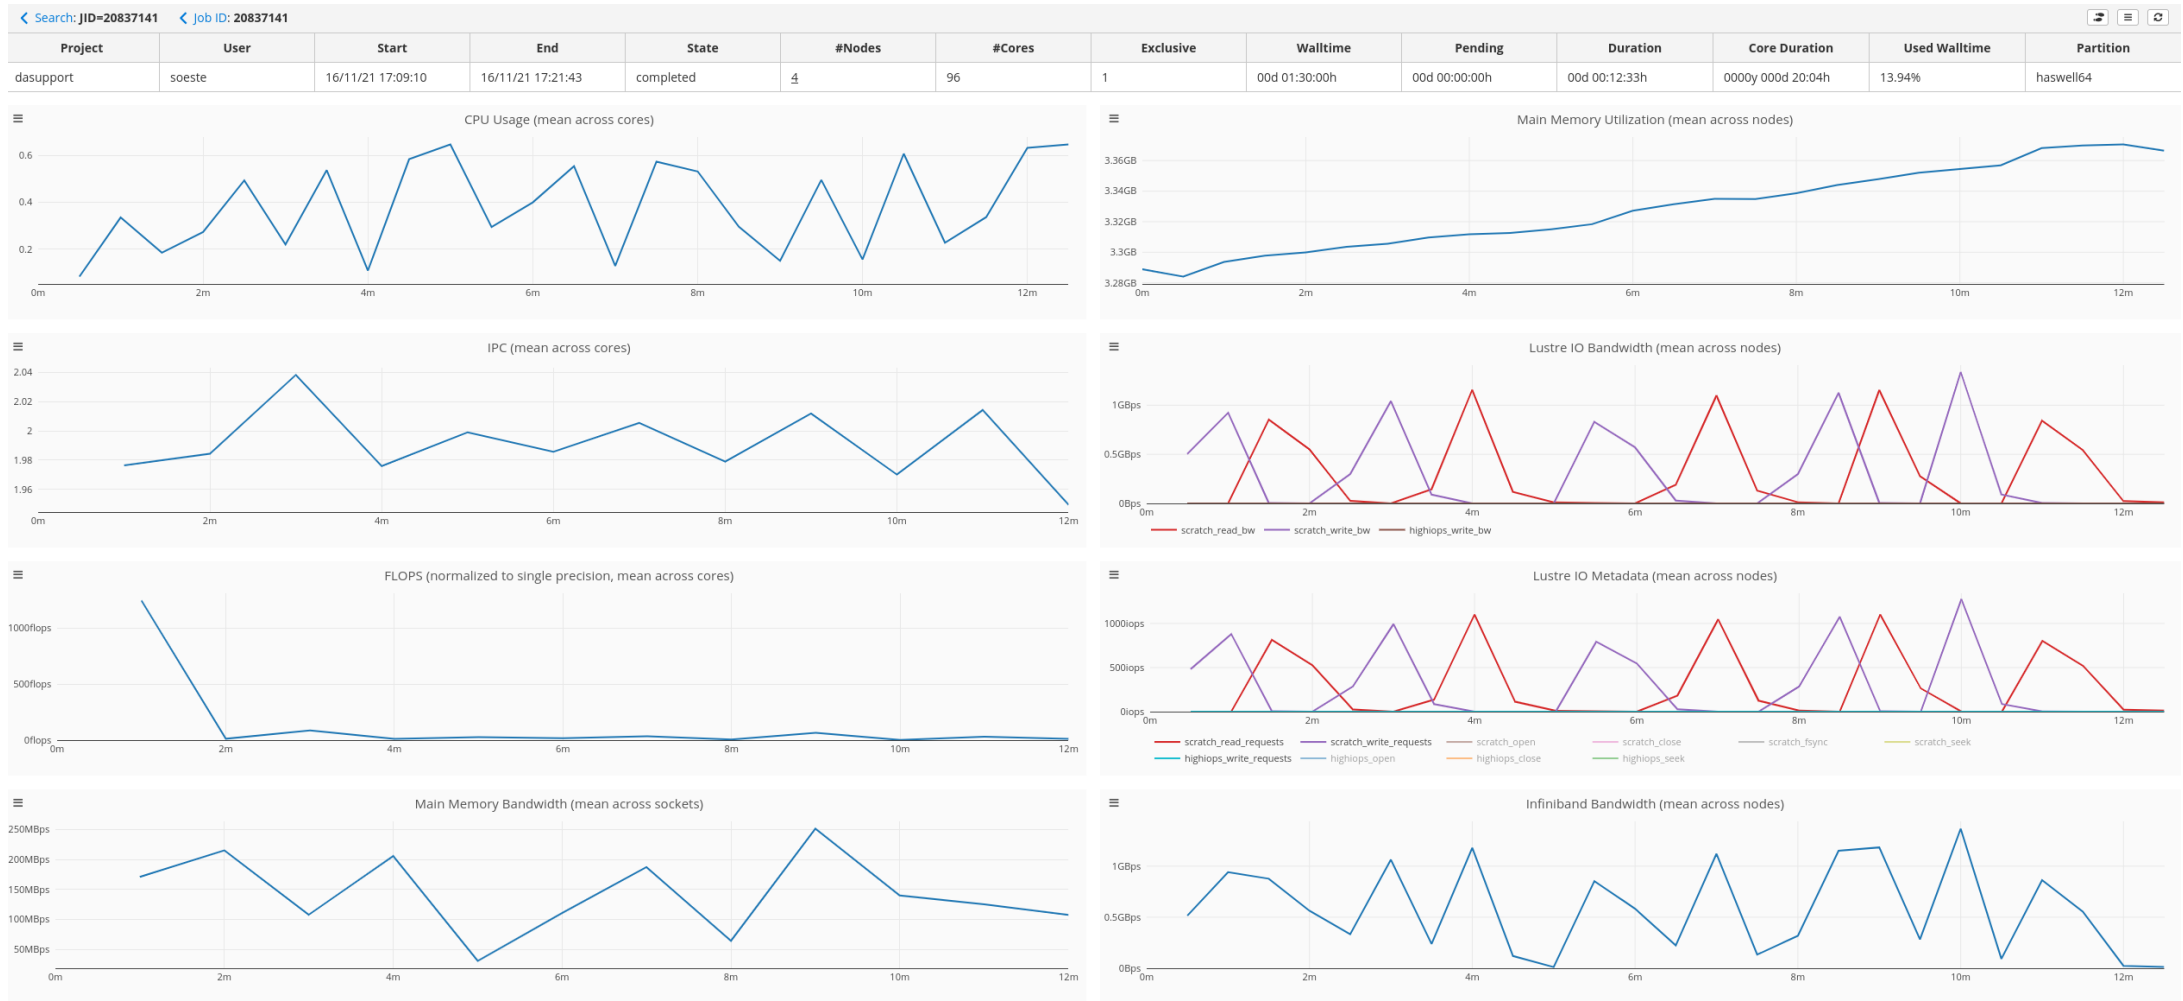 Search: JID=20837141 Job ID: 20837141
Project User Start End State #Nodes #Cores Exclusive Walltime Pending Duration Core Duration Used Walltime Partition
dasupport soeste 16/11/21 17:09:10 16/11/21 17:21:43 completed 4 96 1 00d 01:30:00h 00d 00:00:00h 00d 00:12:33h 0000y 000d 20:04h 13.94% haswell64
CPU Usage (mean across cores)
0.6
0.4
0.2
0m 2m 4m 6m 8m 10m 12m
Main Memory Utilization (mean across nodes)
3.36GB
3.34GB
3.32GB
3.3GB
3.28GB
0m 2m 4m 6m 8m 10m 12m
IPC (mean across cores)
2.04
2.02
2
1.98
1.96
0m 2m 4m 6m 8m 10m 12m
Lustre IO Bandwidth (mean across nodes)
1GBps
0.5GBps
0Bps
0m 2m 4m 6m 8m 10m 12m
scratch_read_bw scratch_write_bw highiops_write_bw
FLOPS (normalized to single precision, mean across cores)
1000flops
500flops
0flops
0m 2m 4m 6m 8m 10m 12m
Lustre IO Metadata (mean across nodes)
1000iops
500iops
0iops
0m 2m 4m 6m 8m 10m 12m
scratch_read_requests scratch_write_requests scratch_open scratch_close scratch_fsync scratch_seek
highiops_write_requests highiops_open highiops_close highiops_seek
Main Memory Bandwidth (mean across sockets)
250MBps
200MBps
150MBps
100MBps
50MBps
0m 2m 4m 6m 8m 10m 12m
Infiniband Bandwidth (mean across nodes)
1GBps
0.5GBps
0Bps
0m 2m 4m 6m 8m 10m 12m